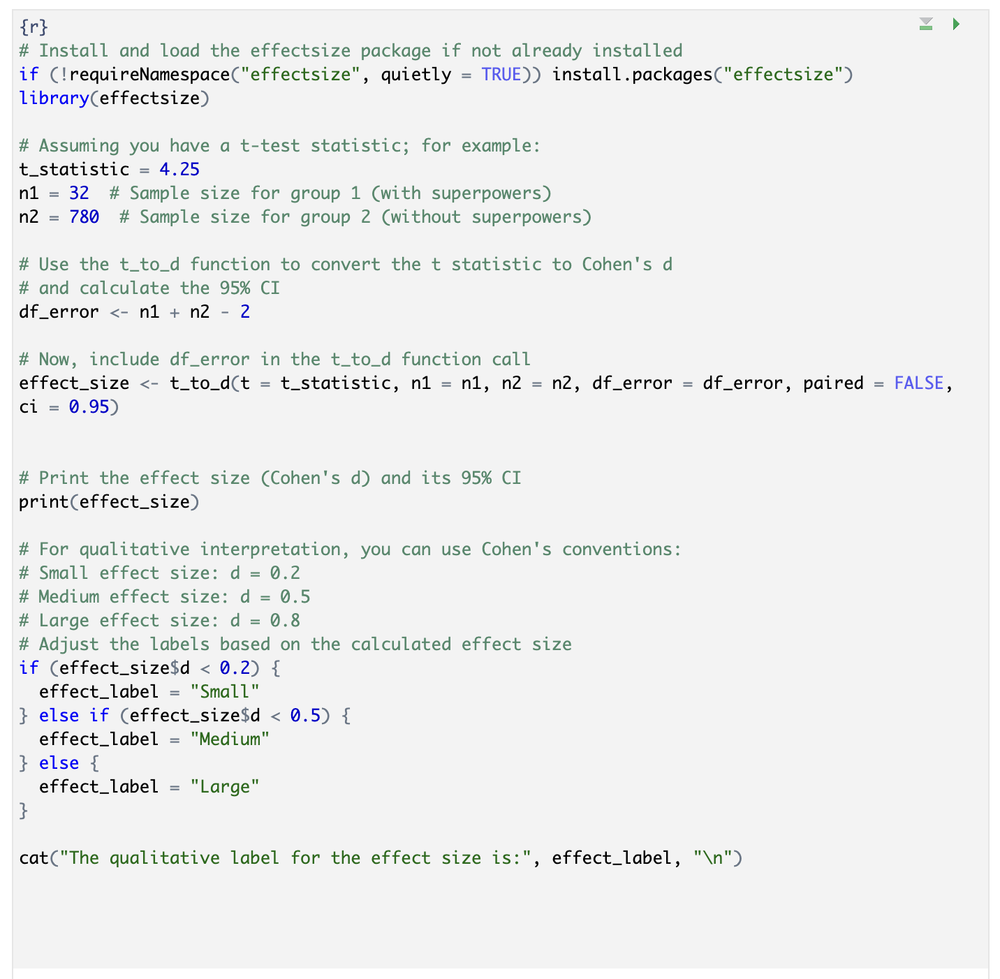 {r}
# Install and load the effectsize package if not already installed
if (!requireNamespace("effectsize", quietly = TRUE)) install.packages("effectsize")
library(effectsize)

# Assuming you have a t-test statistic; for example:
t_statistic = 4.25
n1 = 32  # Sample size for group 1 (with superpowers)
n2 = 780  # Sample size for group 2 (without superpowers)

# Use the t_to_d function to convert the t statistic to Cohen's d
# and calculate the 95% CI
df_error <- n1 + n2 - 2

# Now, include df_error in the t_to_d function call
effect_size <- t_to_d(t = t_statistic, n1 = n1, n2 = n2, df_error = df_error, paired = FALSE,
ci = 0.95)

# Print the effect size (Cohen's d) and its 95% CI
print(effect_size)

# For qualitative interpretation, you can use Cohen's conventions:
# Small effect size: d = 0.2
# Medium effect size: d = 0.5
# Large effect size: d = 0.8
# Adjust the labels based on the calculated effect size
if (effect_size$d < 0.2) {
  effect_label = "Small"
} else if (effect_size$d < 0.5) {
  effect_label = "Medium"
} else {
  effect_label = "Large"
}

cat("The qualitative label for the effect size is:", effect_label, "\n")